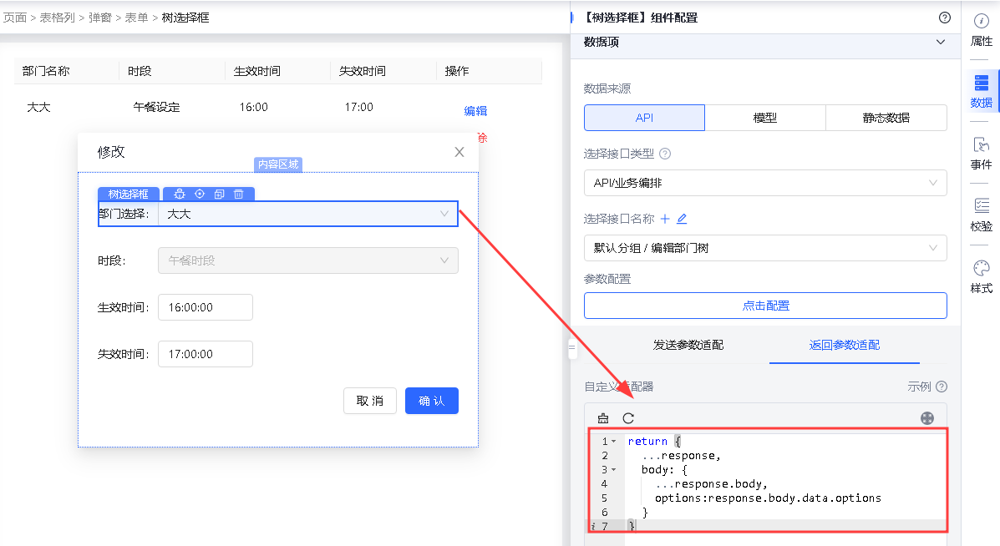 页面 > 表格列 > 弹窗 > 表单 > 树选择框
部门名称 时段 生效时间 失效时间 操作
大大 午餐设定 16:00 17:00 编辑
除
修改
内容区域
树选择框
部门选择: 大大
时段: 午餐时段
生效时间: 16:00:00
失效时间: 17:00:00
取 消 确 认
【树选择框】组件配置
数据项
数据来源
API 模型 静态数据
选择接口类型
API/业务编排
选择接口名称
默认分组 / 编辑部门树
参数配置
点击配置
发送参数适配 返回参数适配
自定义适配器 示例
1 return {
2 ...response,
3 body: {
4 ...response.body,
5 options:response.body.data.options
6 }
i 7 }
属性
数据
事件
校验
样式